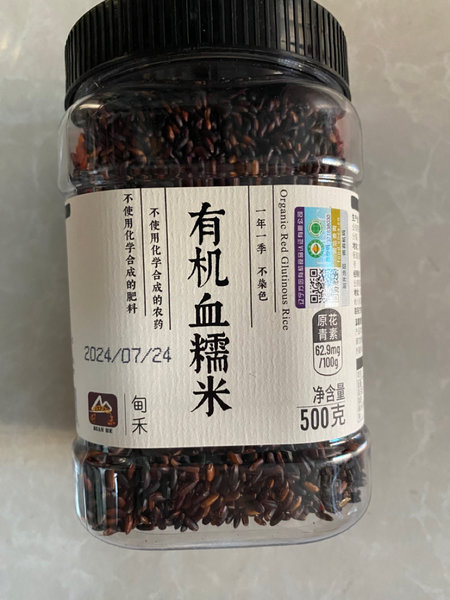 有机血糯米
Organic Red Glutinous Rice
一年一季 不染色
不使用化学合成的农药
不使用化学合成的肥料
2024/07/24
甸禾
原花
青素
62.9mg
/100g
净含量
500克